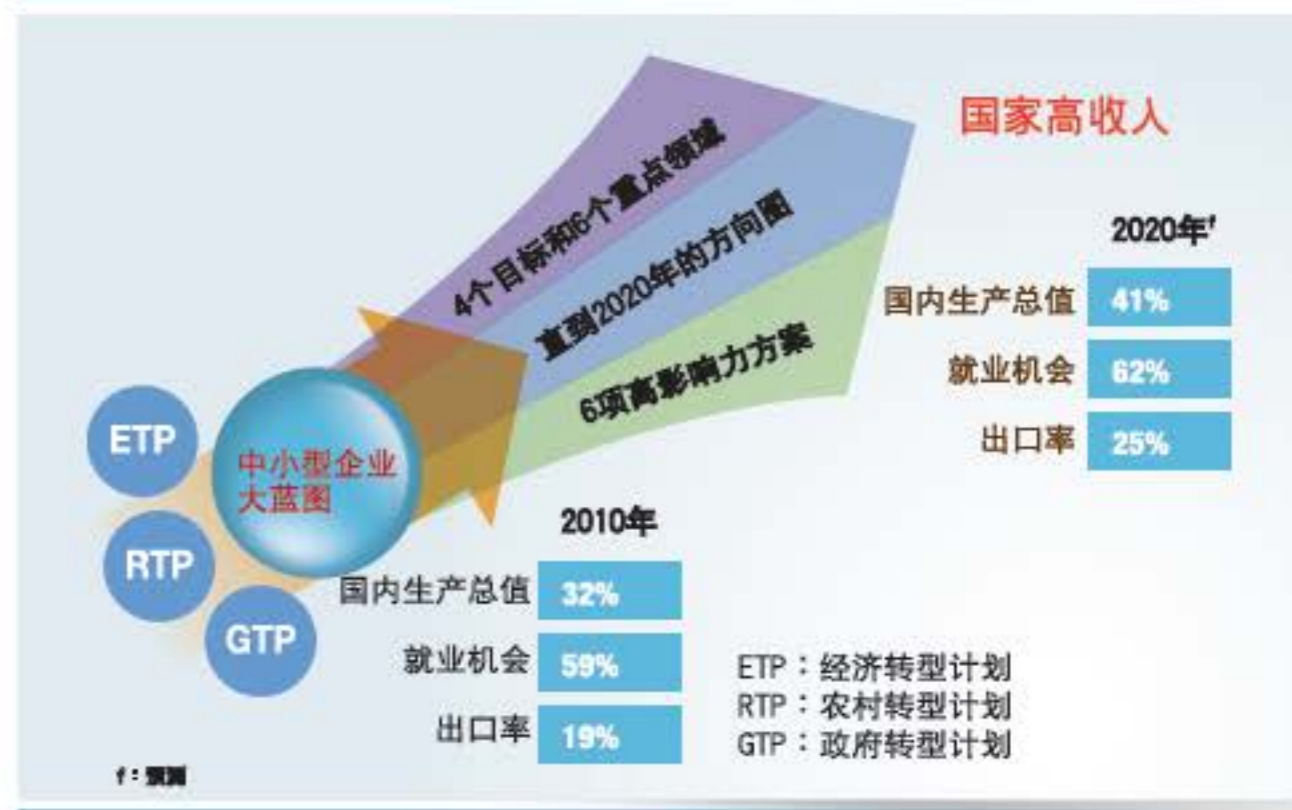 国家高收入
4个目标和6个重点领域
直到2020年的方向图
6项高影响力方案
2020年f
国内生产总值 41%
就业机会 62%
出口率 25%
ETP
RTP
GTP
中小型企业
大蓝图
2010年
国内生产总值 32%
就业机会 59%
出口率 19%
ETP：经济转型计划
RTP：农村转型计划
GTP：政府转型计划
f：预测